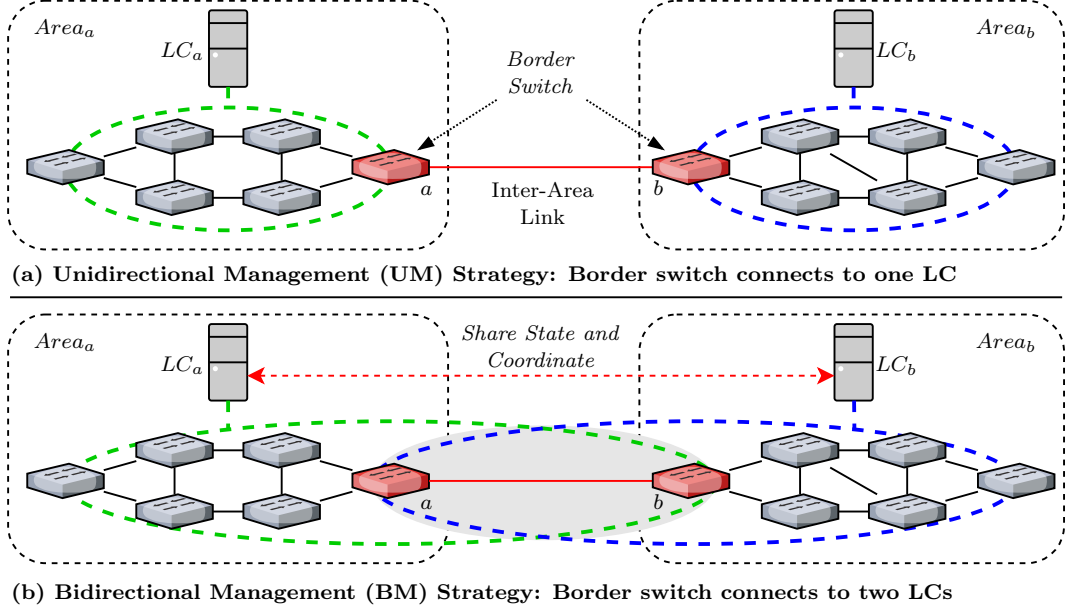 Area_a
LC_a
Border
Switch
LC_b
Area_b
a
b
Inter-Area
Link
(a) Unidirectional Management (UM) Strategy: Border switch connects to one LC
Area_a
LC_a
Share State and
Coordinate
LC_b
Area_b
a
b
(b) Bidirectional Management (BM) Strategy: Border switch connects to two LCs